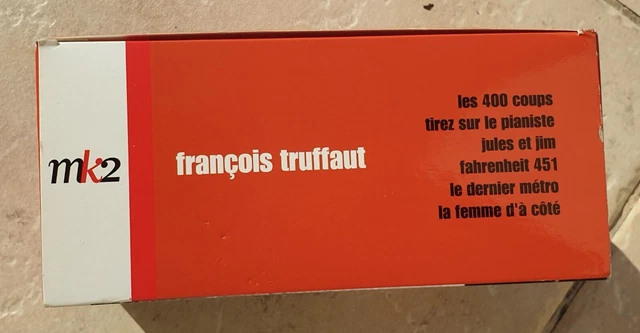 mk2
françois truffaut
les 400 coups
tirez sur le pianiste
jules et jim
fahrenheit 451
le dernier métro
la femme d'à côté